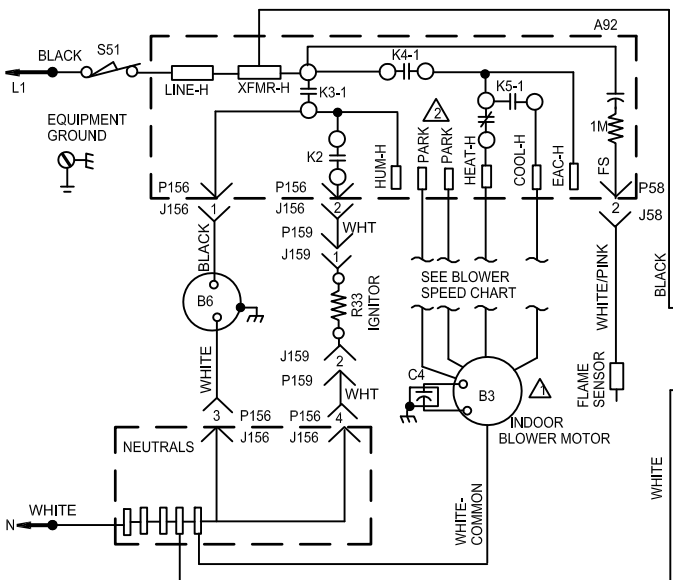 A92
BLACK
S51
K4-1
L1
LINE-H
XFMR-H
K3-1
K5-1
EQUIPMENT
GROUND
2
1M
K2
HUM-H
PARK
PARK
HEAT-H
COOL-H
EAC-H
FS
P156
P156
P58
1
2
2
J156
J156
J58
WHT
P159
J159
1
BLACK
SEE BLOWER
SPEED CHART
WHITE/PINK
BLACK
B6
R33
IGNITOR
WHITE
J159
2
P159
WHT
C4
B3
1
FLAME
SENSOR
3
P156
P156
4
J156
J156
INDOOR
BLOWER MOTOR
NEUTRALS
WHITE-
COMMON
WHITE
N
WHITE